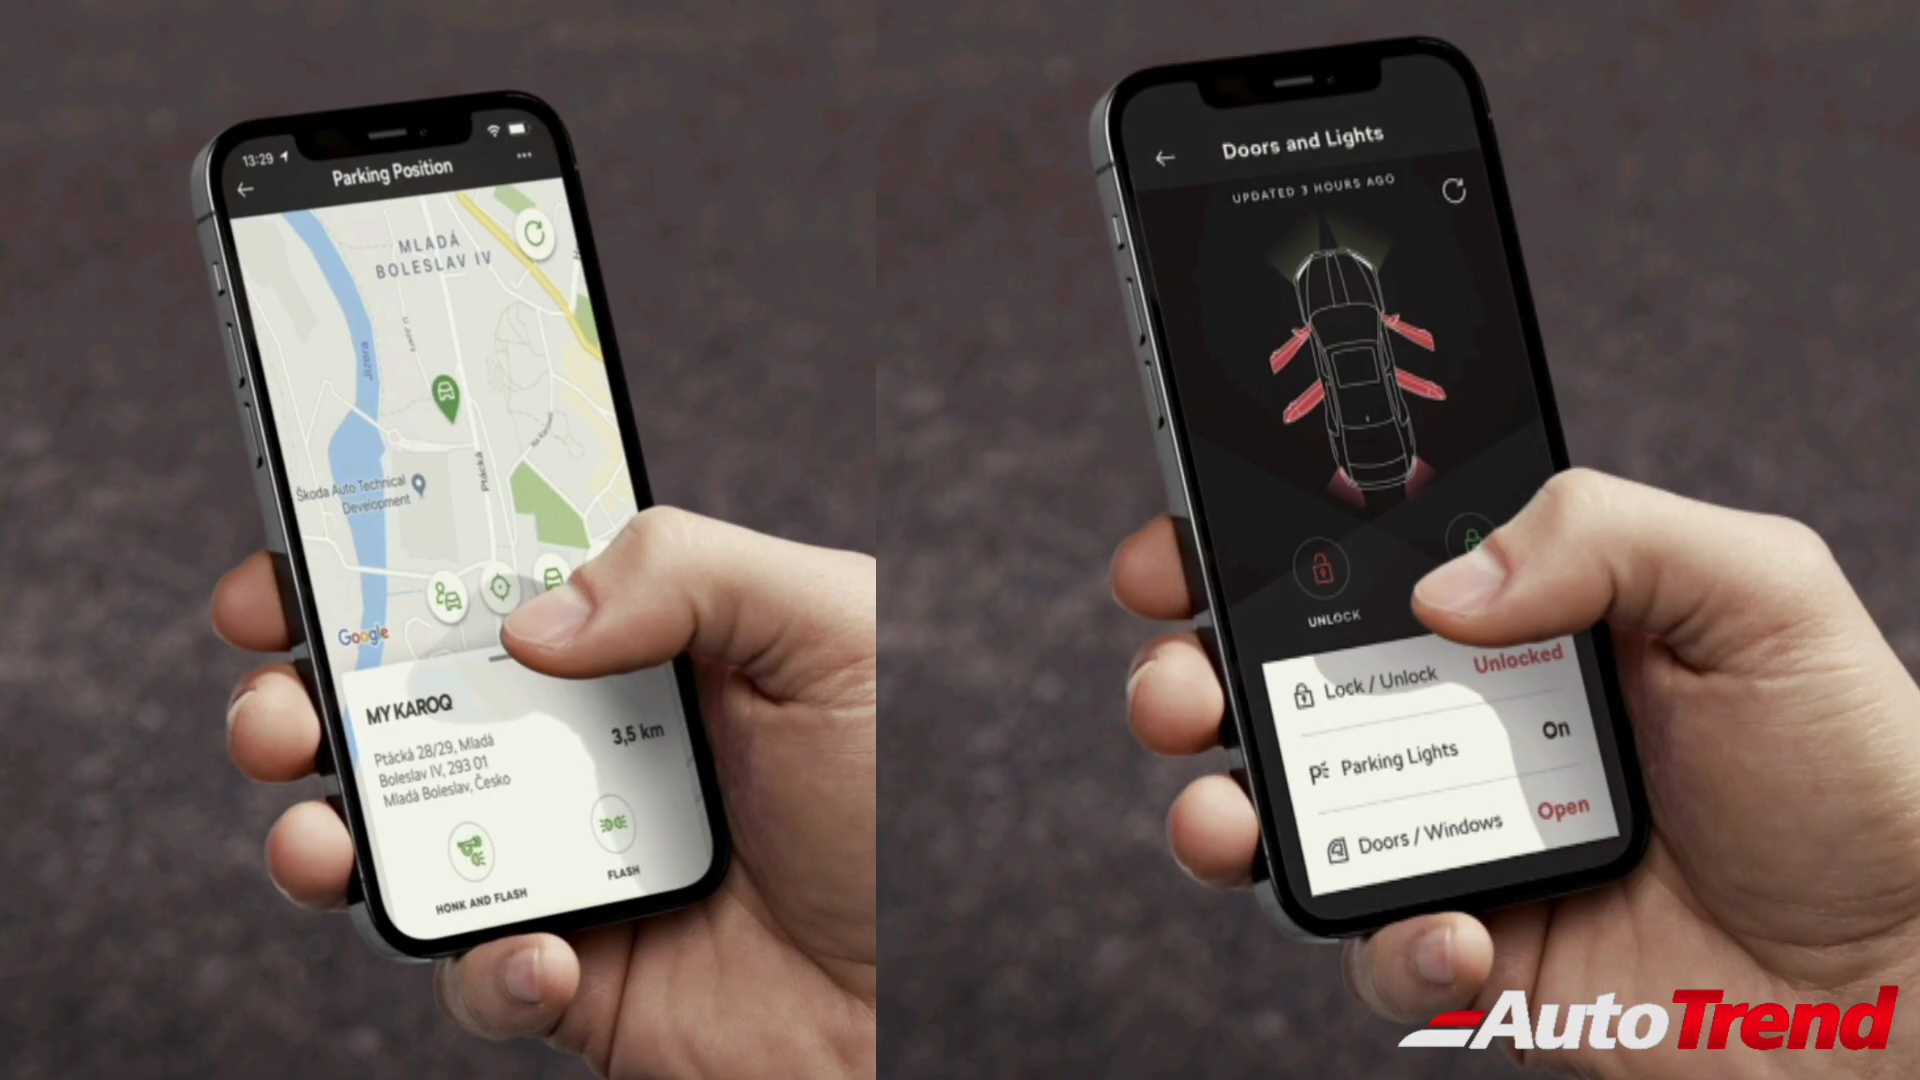 13:29
Parking Position
MLADÁ
BOLESLAV IV
Jizera
Ptácká
Na Karmeli
Škoda Auto Technical
Development
Google
MY KAROQ
3,5 km
Ptácká 28/29, Mladá
Boleslav IV, 293 01
Mladá Boleslav, Česko
HONK AND FLASH
FLASH
Doors and Lights
UPDATED 3 HOURS AGO
UNLOCK
Lock / Unlock
Unlocked
Parking Lights
On
Doors / Windows
Open
AutoTrend